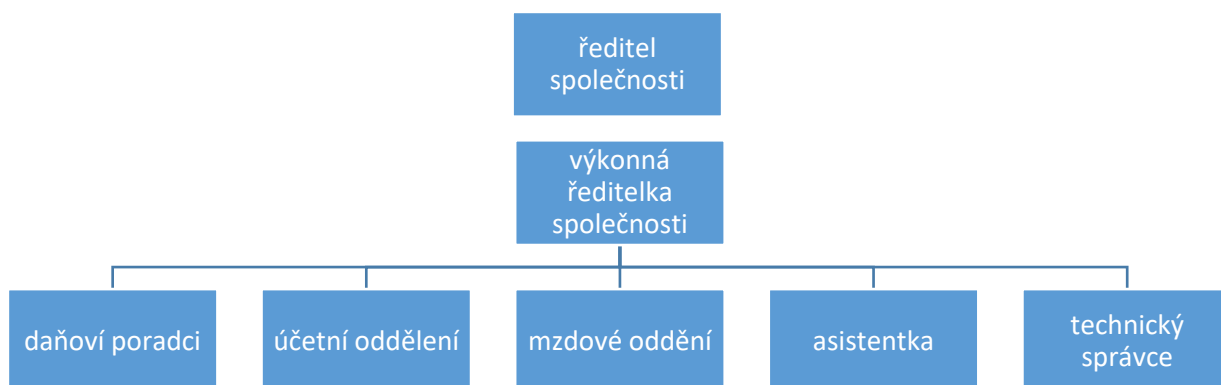 ředitel
společnosti
výkonná
ředitelka
společnosti
daňoví poradci
účetní oddělení
mzdové oddění
asistentka
technický
správce